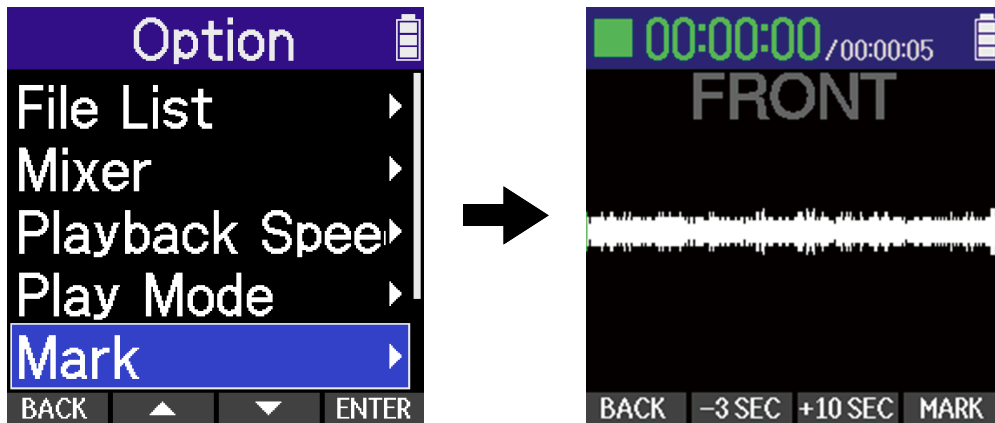 Option
File List
Mixer
Playback Spee
Play Mode
Mark
BACK ENTER
00:00:00/00:00:05
FRONT
BACK -3 SEC +10 SEC MARK